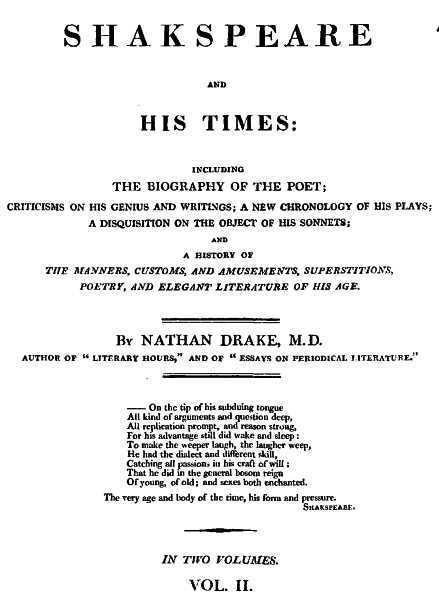 SHAKSPEARE
AND
HIS TIMES:
INCLUDING
THE BIOGRAPHY OF THE POET;
CRITICISMS ON HIS GENIUS AND WRITINGS; A NEW CHRONOLOGY OF HIS PLAYS;
A DISQUISITION ON THE OBJECT OF HIS SONNETS;
AND
A HISTORY OF
THE MANNERS, CUSTOMS, AND AMUSEMENTS, SUPERSTITIONS,
POETRY, AND ELEGANT LITERATURE OF HIS AGE.
BY NATHAN DRAKE, M.D.
AUTHOR OF "LITERARY HOURS," AND OF "ESSAYS ON PERIODICAL LITERATURE."
—— On the tip of his subduing tongue
All kind of arguments and question deep,
All replication prompt, and reason strong,
For his advantage still did wake and sleep:
To make the weeper laugh, the laugher weep,
He had the dialect and different skill,
Catching all passions in his craft of will;
That he did in the general bosom reign
Of young, of old; and sexes both enchanted.
The very age and body of the time, his form and pressure.
SHAKSPEARE.
IN TWO VOLUMES.
VOL. II.